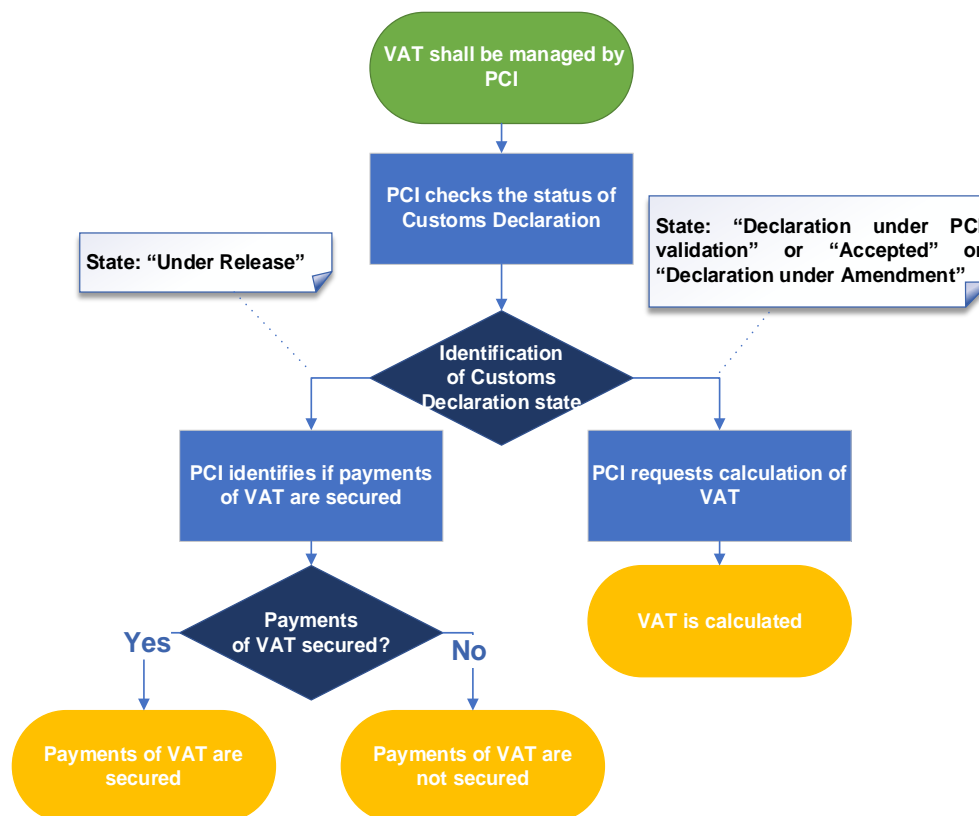 VAT shall be managed by
PCI
PCI checks the status of
Customs Declaration
State: “Under Release”
State: “Declaration under PCI
validation” or “Accepted” or
“Declaration under Amendment”
Identification
of Customs
Declaration state
PCI identifies if payments
of VAT are secured
PCI requests calculation of
VAT
Payments
of VAT secured?
Yes
No
VAT is calculated
Payments of VAT are
secured
Payments of VAT are
not secured